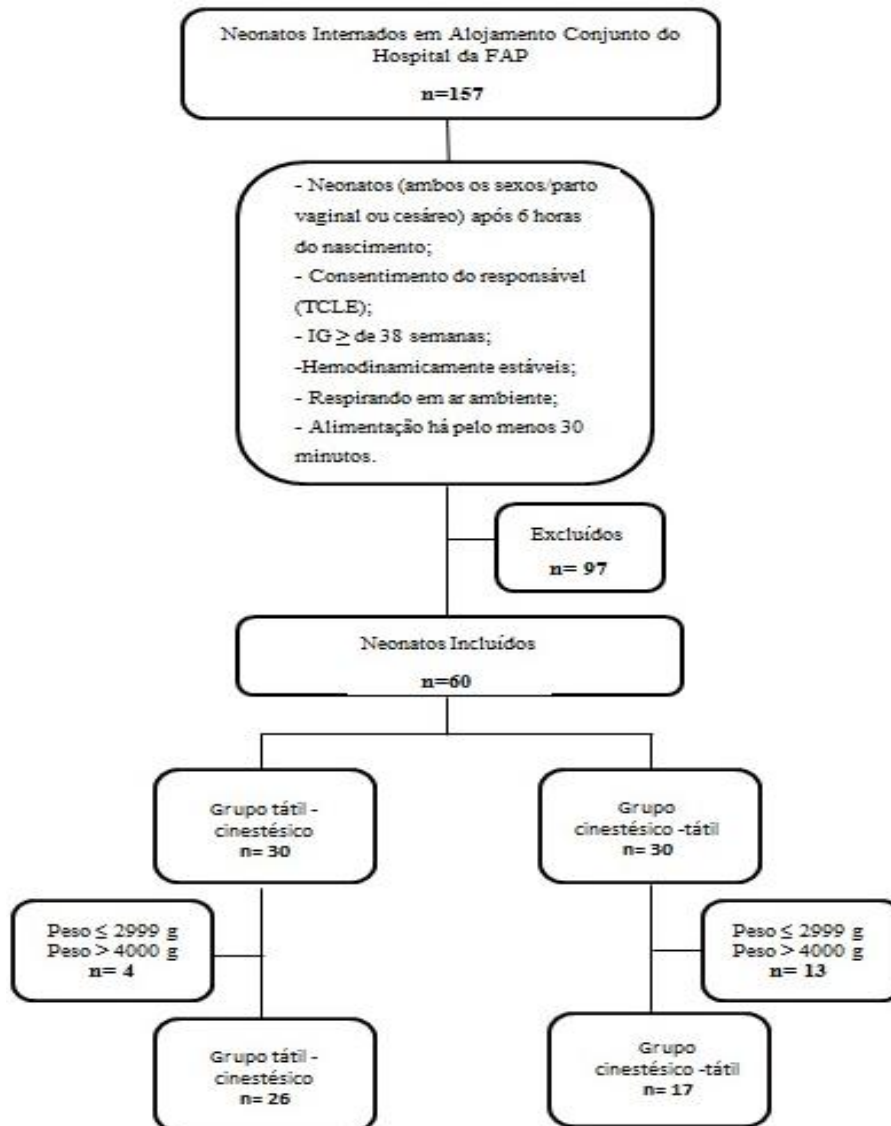 Neonatos Internados em Alojamento Conjunto do
Hospital da FAP
n=157
- Neonatos (ambos os sexos/parto
vaginal ou cesáreo) após 6 horas
do nascimento;
- Consentimento do responsável
(TCLE);
- IG ≥ de 38 semanas;
-Hemodinamicamente estáveis;
- Respirando em ar ambiente;
- Alimentação há pelo menos 30
minutos.
Excluídos
n= 97
Neonatos Incluídos
n=60
Grupo tátil -
cinestésico
n= 30
Grupo
cinestésico -tátil
n= 30
Peso ≤ 2999 g
Peso > 4000 g
n= 4
Peso ≤ 2999 g
Peso > 4000 g
n= 13
Grupo tátil -
cinestésico
n= 26
Grupo
cinestésico -tátil
n= 17